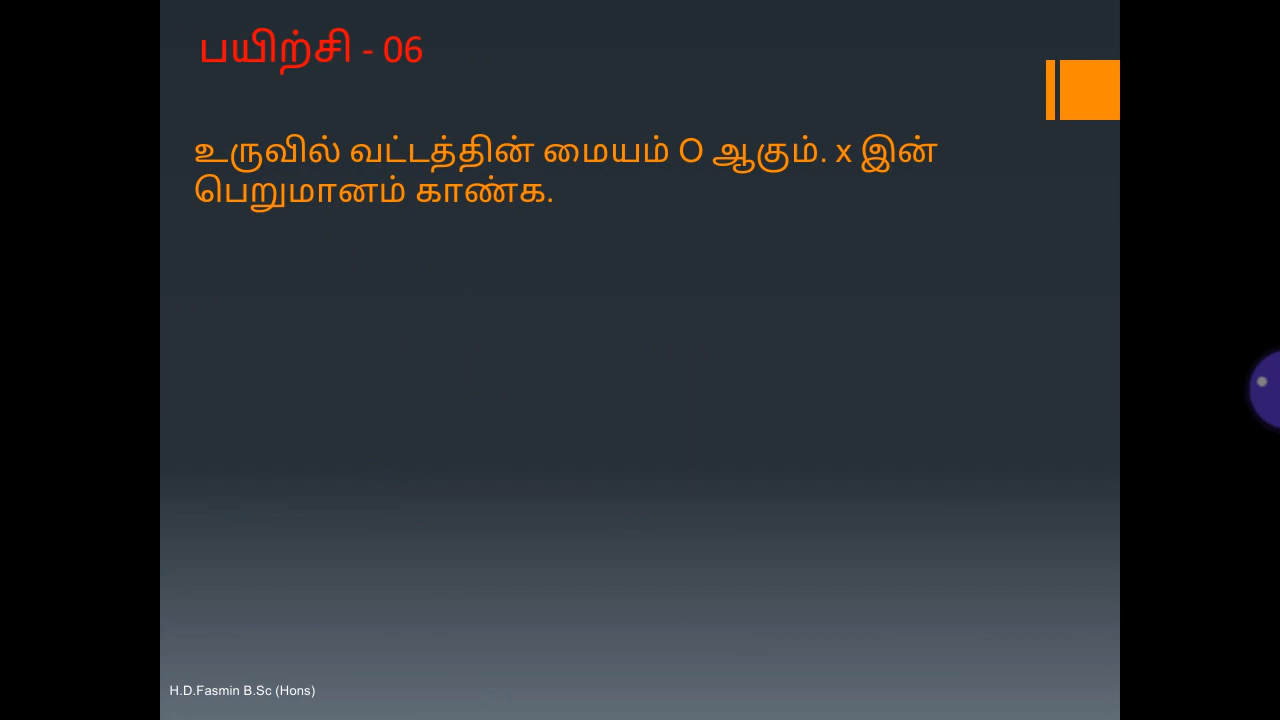 பயிற்சி - 06
உருவில் வட்டத்தின் மையம் O ஆகும். x இன்
பெறுமானம் காண்க.
H.D.Fasmin B.Sc (Hons)